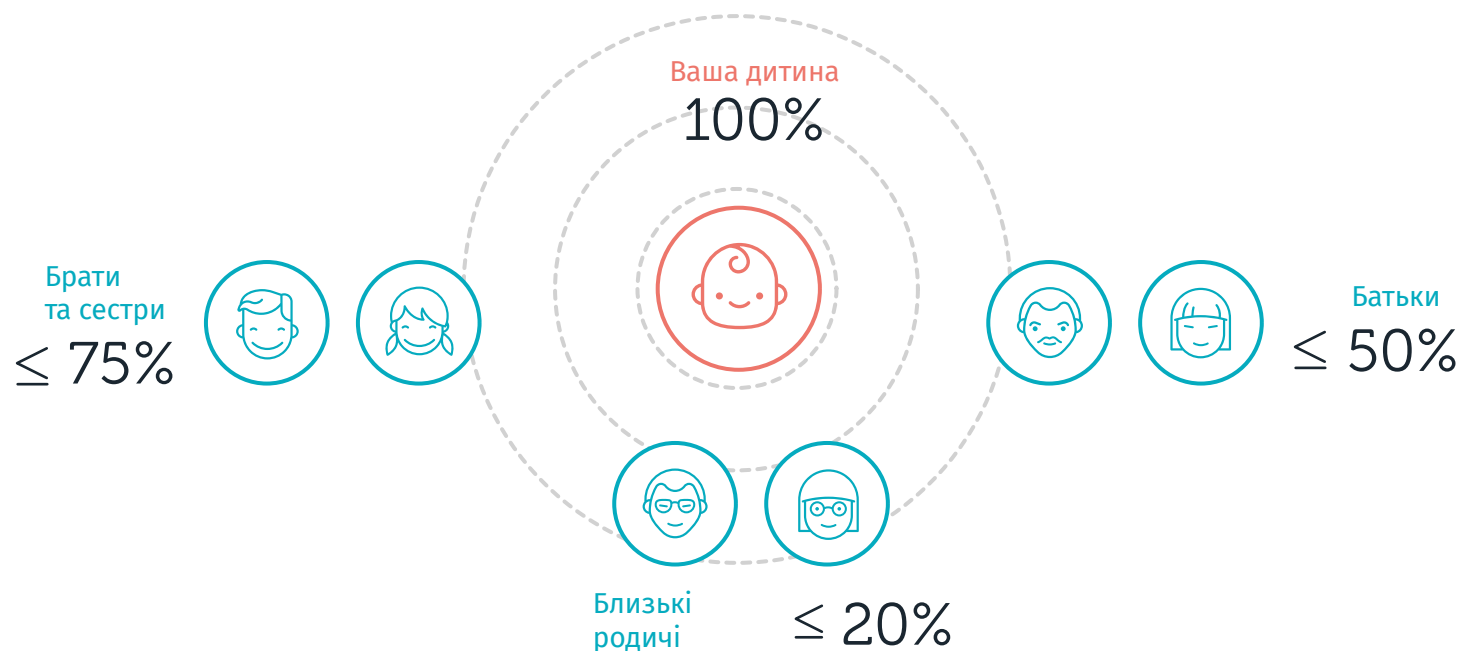 Ваша дитина
100%
Брати
та сестри
≤ 75%
Батьки
≤ 50%
Близькі
родичі
≤ 20%